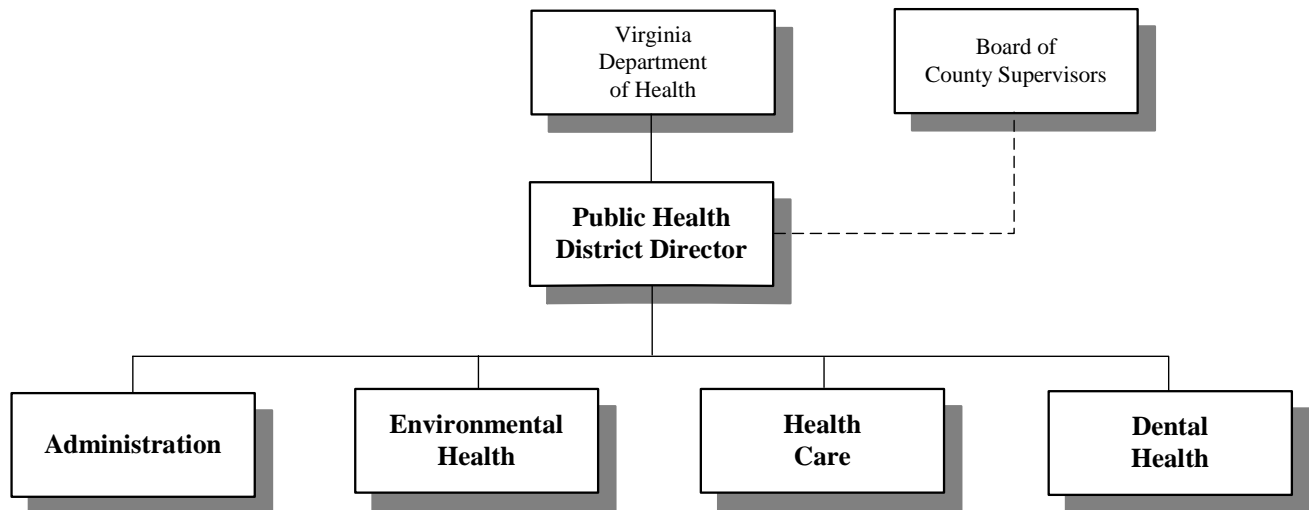 Virginia
Department
of Health
Board of
County Supervisors
Public Health
District Director
Administration
Environmental
Health
Health
Care
Dental
Health